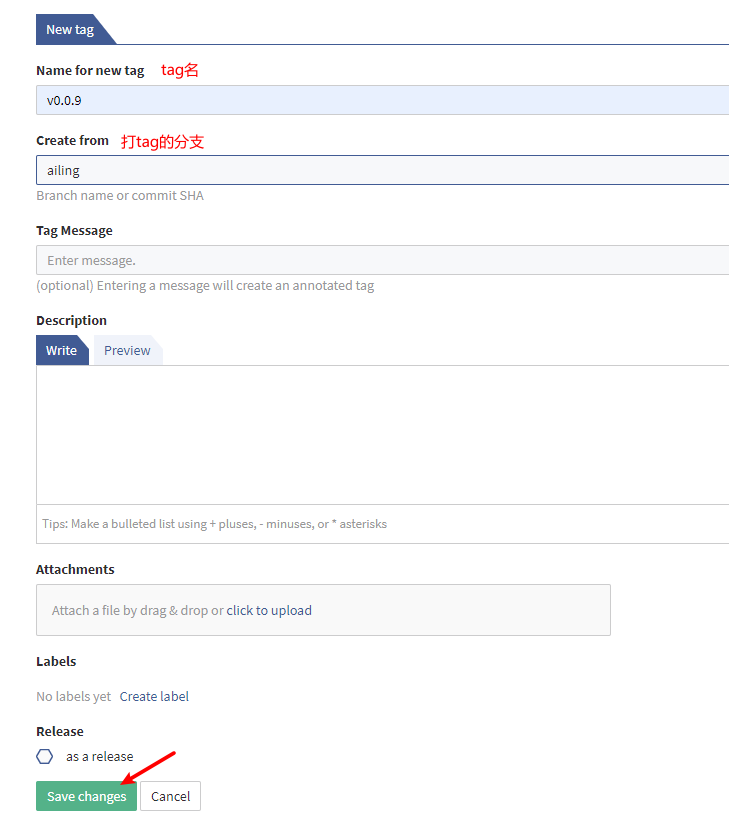 New tag
Name for new tag tag名
v0.0.9
Create from 打tag的分支
ailing
Branch name or commit SHA
Tag Message
Enter message.
(optional) Entering a message will create an annotated tag
Description
Write Preview
Tips: Make a bulleted list using + pluses, - minuses, or * asterisks
Attachments
Attach a file by drag & drop or click to upload
Labels
No labels yet Create label
Release
as a release
Save changes Cancel